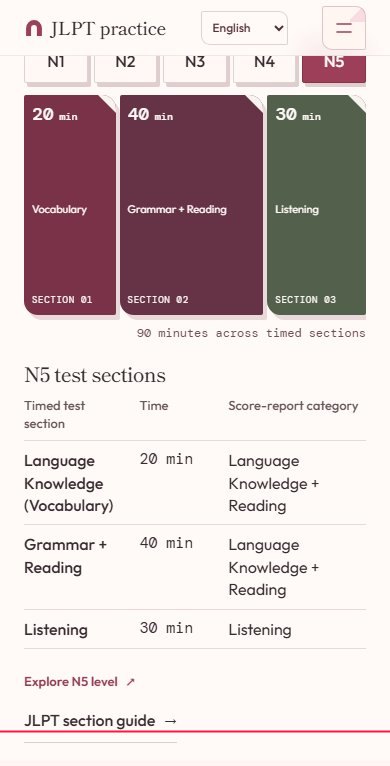 JLPT practice
English
N1 N2 N3 N4 N5
20 min 40 min 30 min
Vocabulary Grammar + Reading Listening
SECTION 01 SECTION 02 SECTION 03
90 minutes across timed sections
N5 test sections
Timed test section Time Score-report category
Language Knowledge (Vocabulary) 20 min Language Knowledge + Reading
Grammar + Reading 40 min Language Knowledge + Reading
Listening 30 min Listening
Explore N5 level ↗
JLPT section guide →